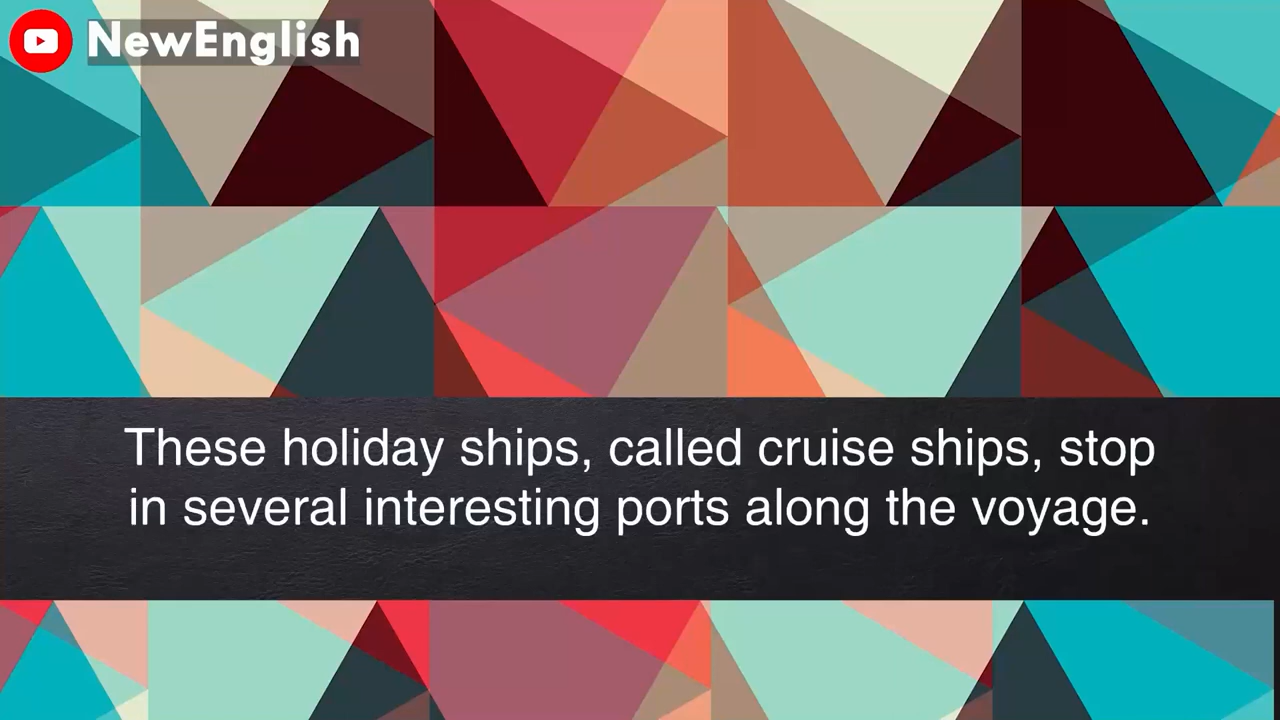 NewEnglish
These holiday ships, called cruise ships, stop
in several interesting ports along the voyage.